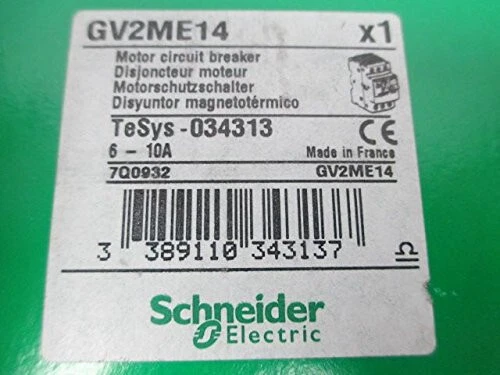 GV2ME14 x1
Motor circuit breaker
Disjoncteur moteur
Motorschutzschalter
Disyuntor magnetotérmico
TeSys - 034313 CE
6 - 10A Made in France
7Q0932 GV2ME14
3 389110 343137
Schneider
Electric